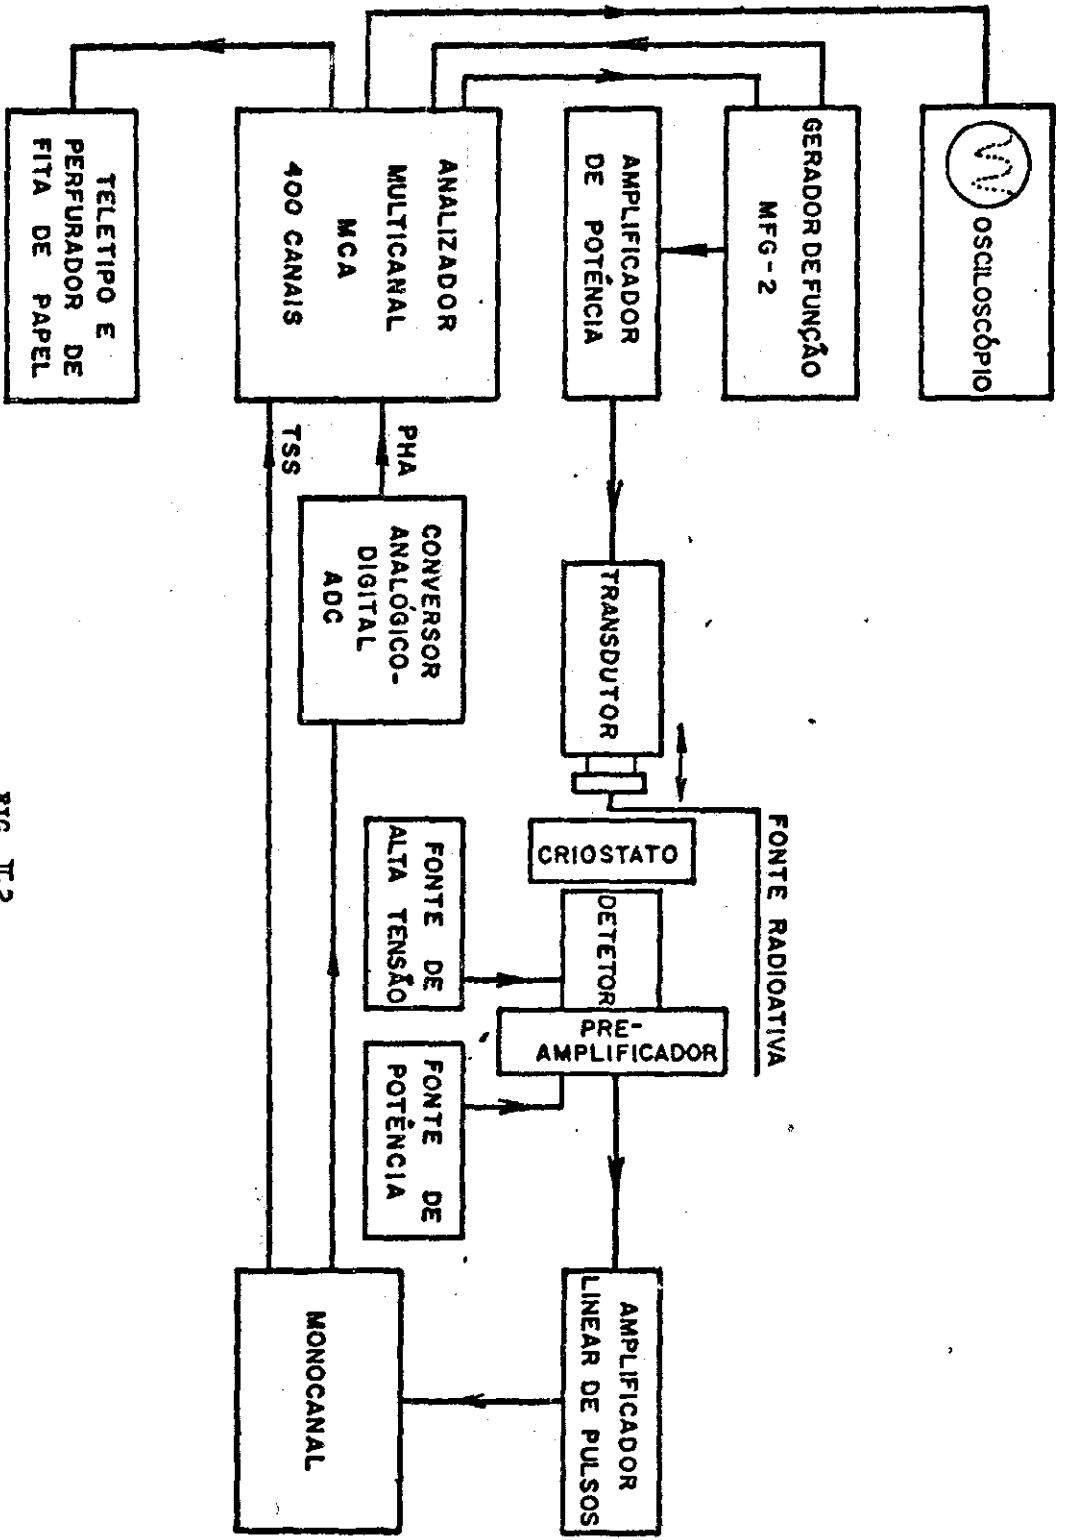 OSCILOSCÓPIO
GERADOR DE FUNÇÃO
MFG-2
AMPLIFICADOR
DE POTÊNCIA
ANALIZADOR
MULTICANAL
MCA
400 CANAIS
TELETIPO E
PERFURADOR DE
FITA DE PAPEL
PHA
TSS
CONVERSOR
ANALÓGICO-
DIGITAL
ADC
TRANSDUTOR
FONTE RADIOATIVA
CRIOSTATO
DETETOR
PRE-
AMPLIFICADOR
FONTE DE
ALTA TENSÃO
FONTE DE
POTÊNCIA
AMPLIFICADOR
LINEAR DE PULSOS
MONOCANAL